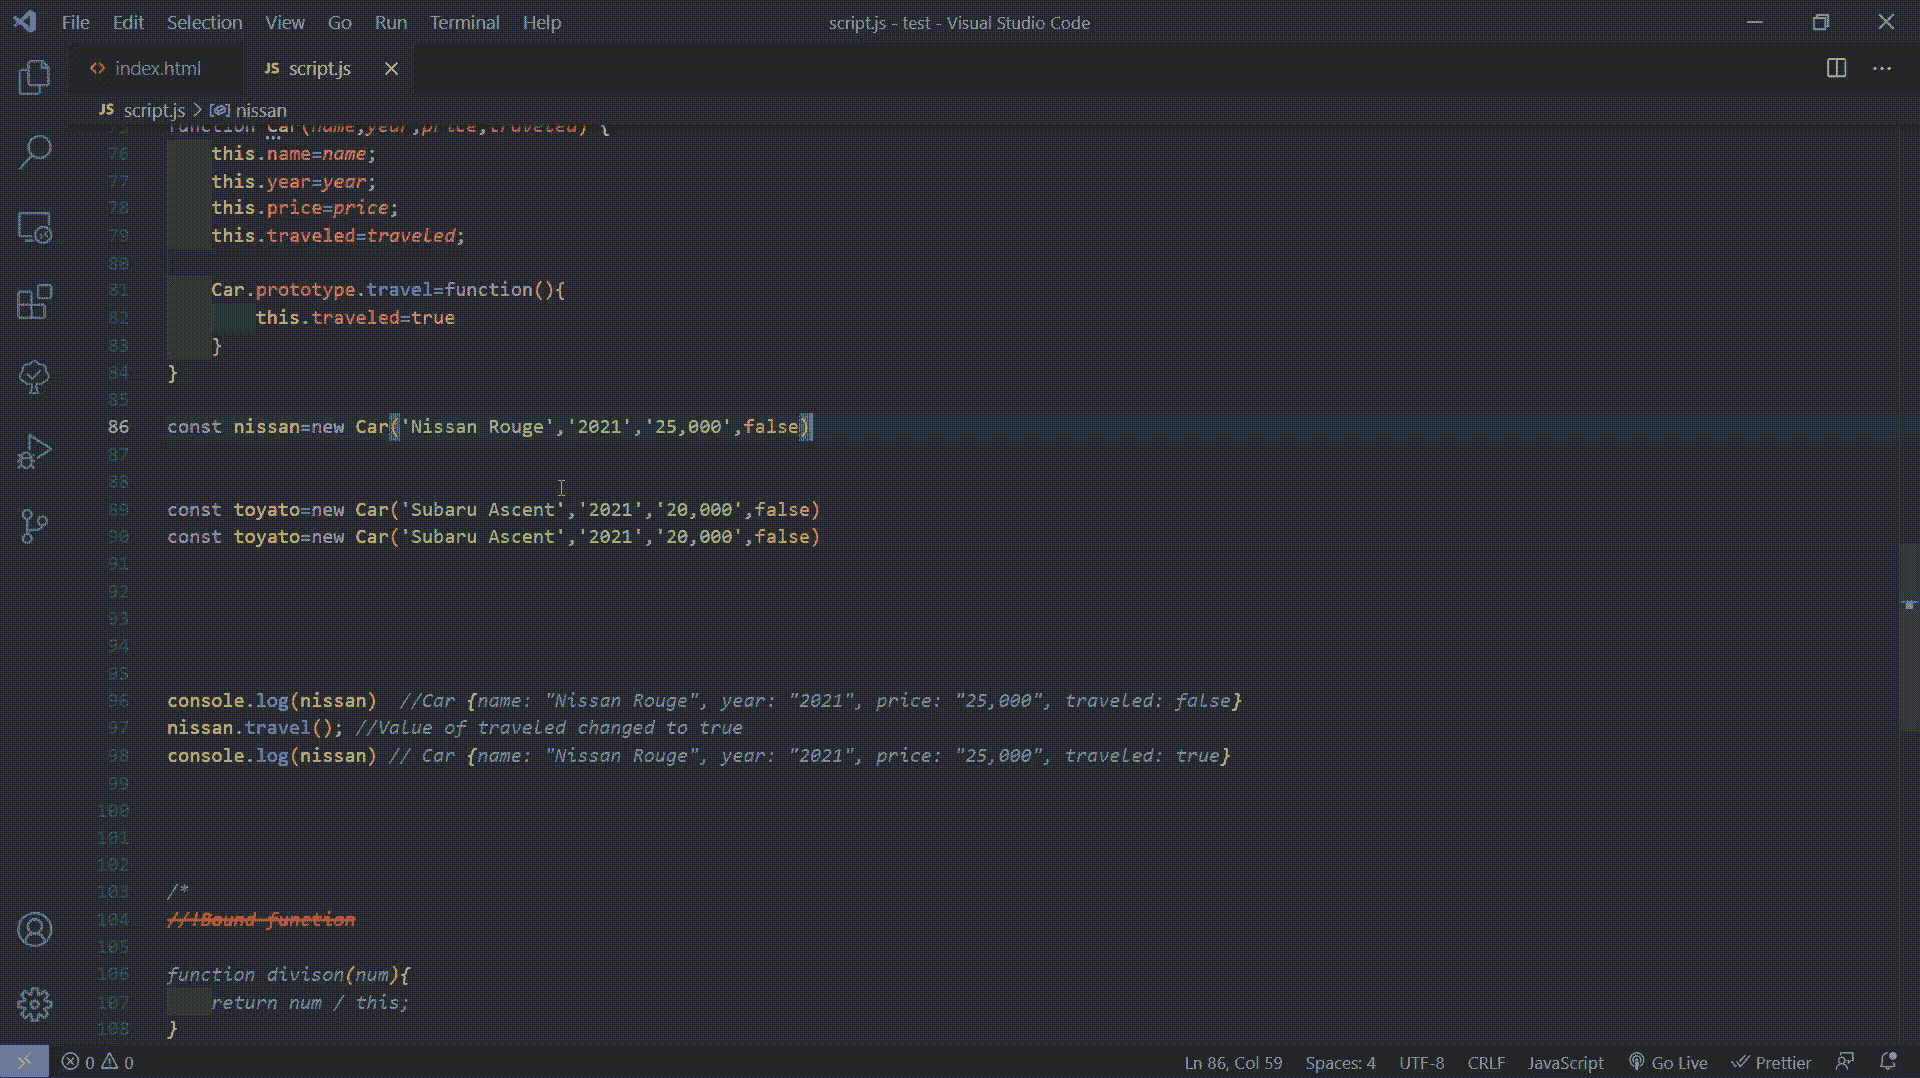 File Edit Selection View Go Run Terminal Help script.js - test - Visual Studio Code
<> index.html JS script.js
JS script.js > nissan
75 function Car(name,year,price,traveled) {
76 this.name=name;
77 this.year=year;
78 this.price=price;
79 this.traveled=traveled;
80
81 Car.prototype.travel=function(){
82 this.traveled=true
83 }
84 }
85
86 const nissan=new Car('Nissan Rouge','2021','25,000',false)
87
88
89 const toyato=new Car('Subaru Ascent','2021','20,000',false)
90 const toyato=new Car('Subaru Ascent','2021','20,000',false)
91
92
93
94
95
96 console.log(nissan) //Car {name: "Nissan Rouge", year: "2021", price: "25,000", traveled: false}
97 nissan.travel(); //Value of traveled changed to true
98 console.log(nissan) // Car {name: "Nissan Rouge", year: "2021", price: "25,000", traveled: true}
99
100
101
102
103 /*
104 //!Bound function
105
106 function divison(num){
107 return num / this;
108 }
0 0 Ln 86, Col 59 Spaces: 4 UTF-8 CRLF JavaScript Go Live Prettier